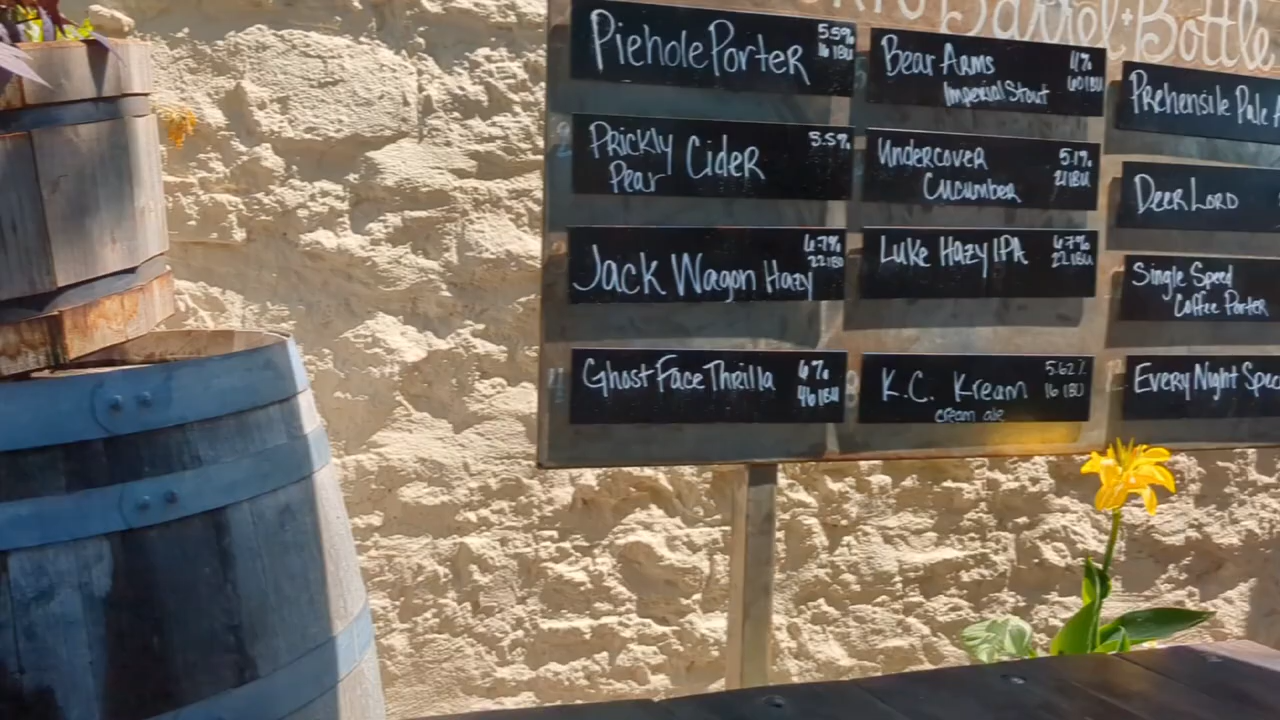 Barrel + Bottle
Piehole Porter 5.5%
16 IBU
Prickly Cider 5.5%
Pear
Jack Wagon Hazy 6.7%
22 IBU
Ghost Face Thrilla 6%
46 IBU
Bear Arms 11%
Imperial Stout 60 IBU
Undercover 5.1%
Cucumber 21 IBU
Luke Hazy IPA 6.7%
22 IBU
K.C. Kream 5.62%
cream ale 16 IBU
Prehensile Pale
Deer Lord
Single Speed
Coffee Porter
Every Night